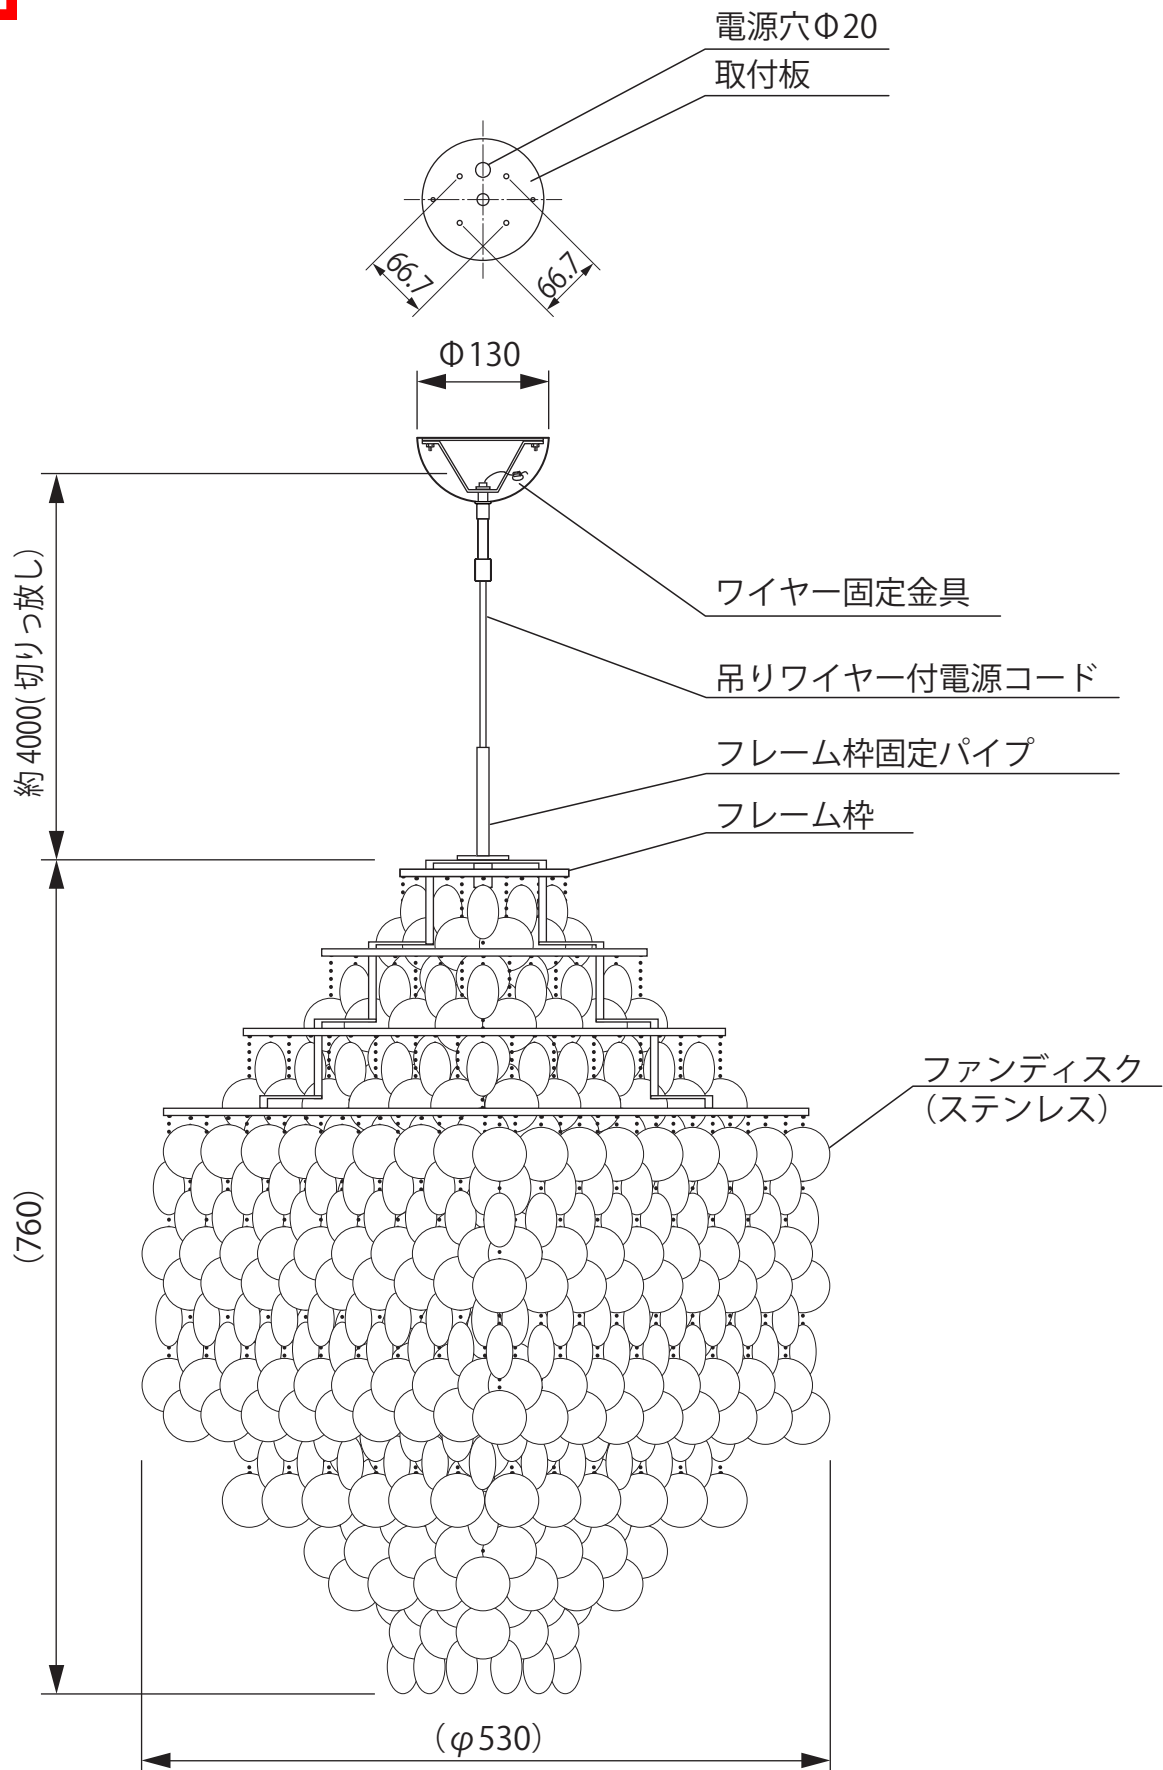 電源穴Φ20
取付板
66.7
66.7
Φ130
約4000(切りっ放し)
ワイヤー固定金具
吊りワイヤー付電源コード
フレーム枠固定パイプ
フレーム枠
ファンディスク
（ステンレス）
(760)
（φ530）